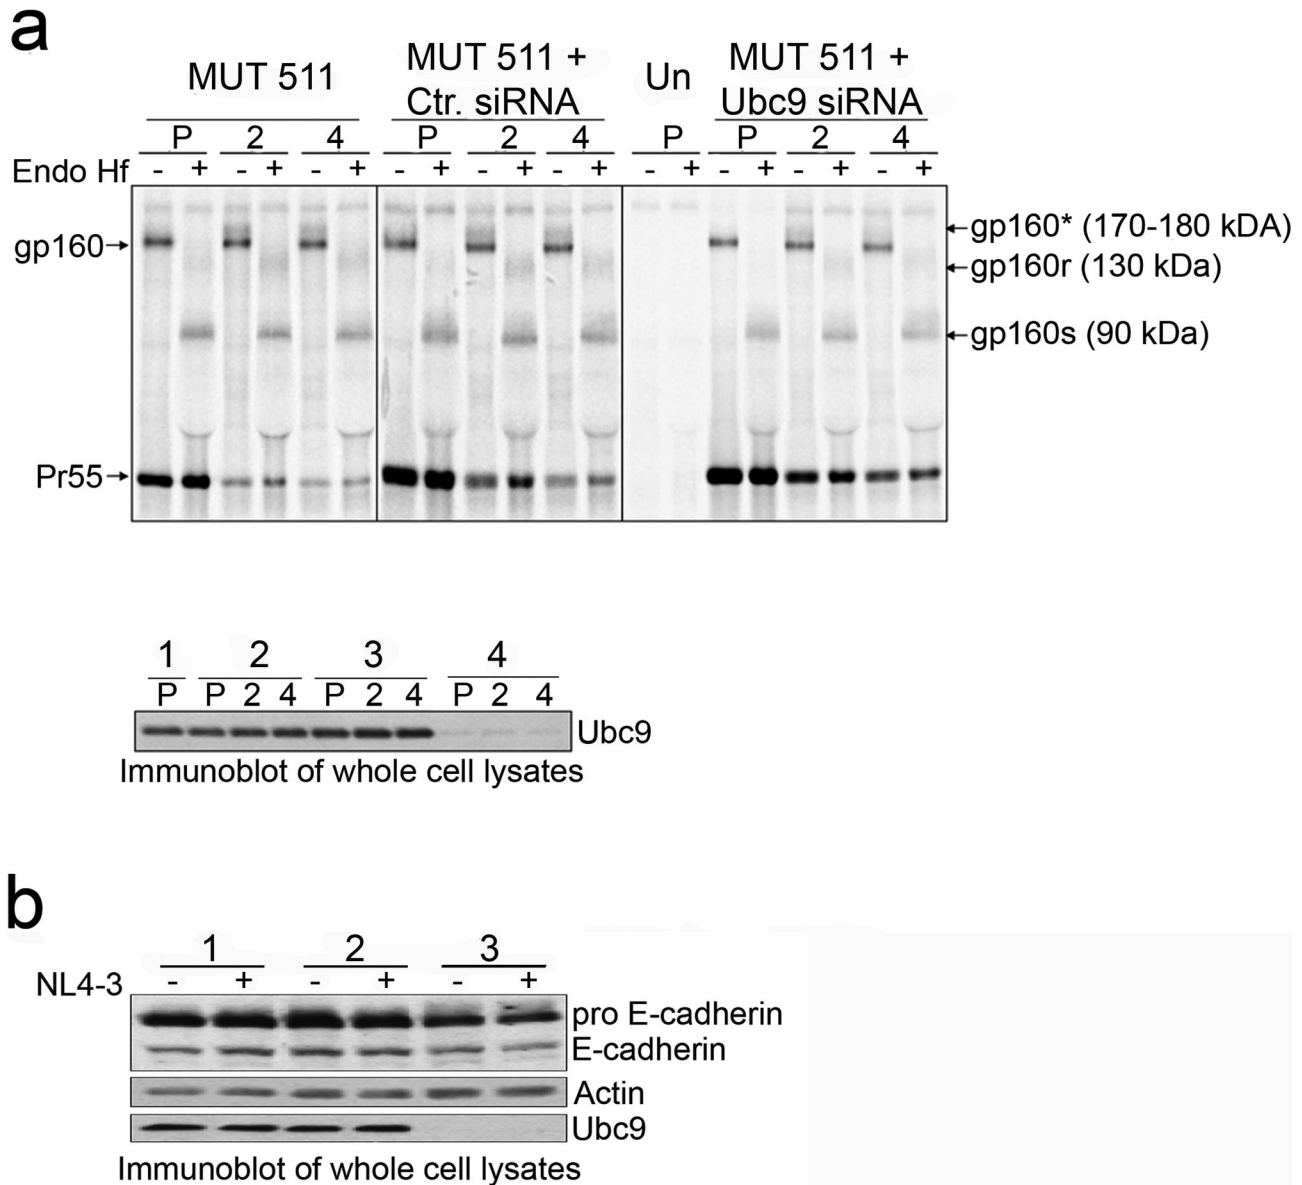 a
MUT 511
MUT 511 +
Ctr. siRNA
Un
MUT 511 +
Ubc9 siRNA
P 2 4 P 2 4 P P 2 4
Endo Hf - + - + - + - + - + - + - + - + - + - +
gp160
gp160* (170-180 kDA)
gp160r (130 kDa)
gp160s (90 kDa)
Pr55
1 2 3 4
P P 2 4 P 2 4 P 2 4
Ubc9
Immunoblot of whole cell lysates
b
1 2 3
NL4-3 - + - + - +
pro E-cadherin
E-cadherin
Actin
Ubc9
Immunoblot of whole cell lysates